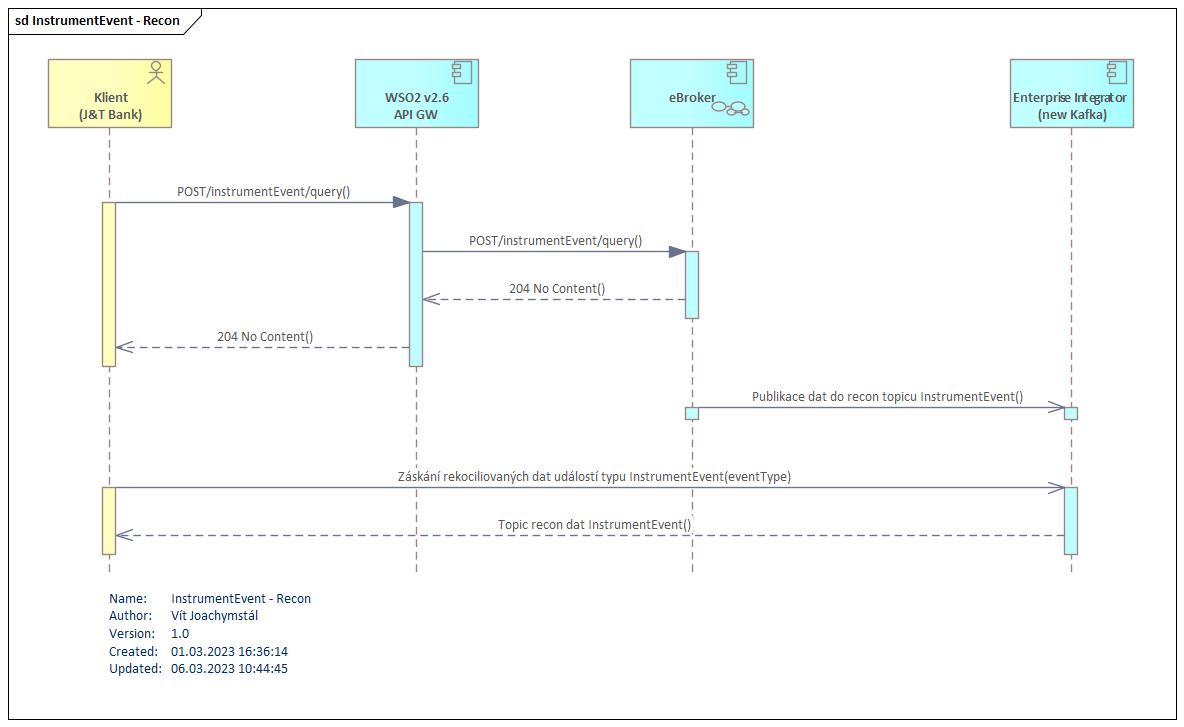 sd InstrumentEvent - Recon
Klient
(J&T Bank)
WSO2 v2.6
API GW
eBroker
Enterprise Integrator
(new Kafka)
POST/instrumentEvent/query()
POST/instrumentEvent/query()
204 No Content()
204 No Content()
Publikace dat do recon topicu InstrumentEvent()
Záskání rekociliovaných dat událostí typu InstrumentEvent(eventType)
Topic recon dat InstrumentEvent()
Name: InstrumentEvent - Recon
Author: Vít Joachymstál
Version: 1.0
Created: 01.03.2023 16:36:14
Updated: 06.03.2023 10:44:45